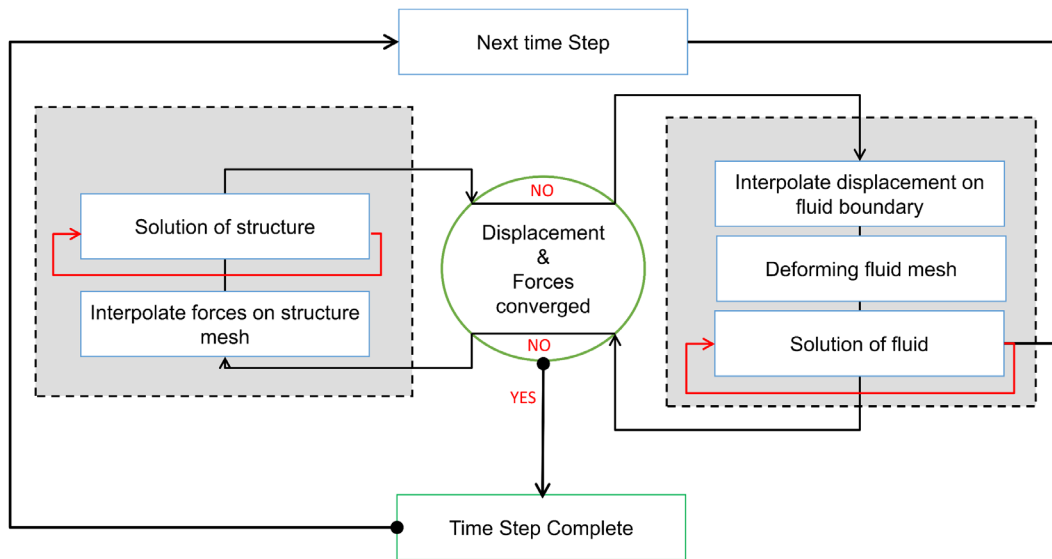 Next time Step
NO
Solution of structure
Interpolate forces on structure
mesh
Displacement
&
Forces
converged
NO
YES
Interpolate displacement on
fluid boundary
Deforming fluid mesh
Solution of fluid
Time Step Complete